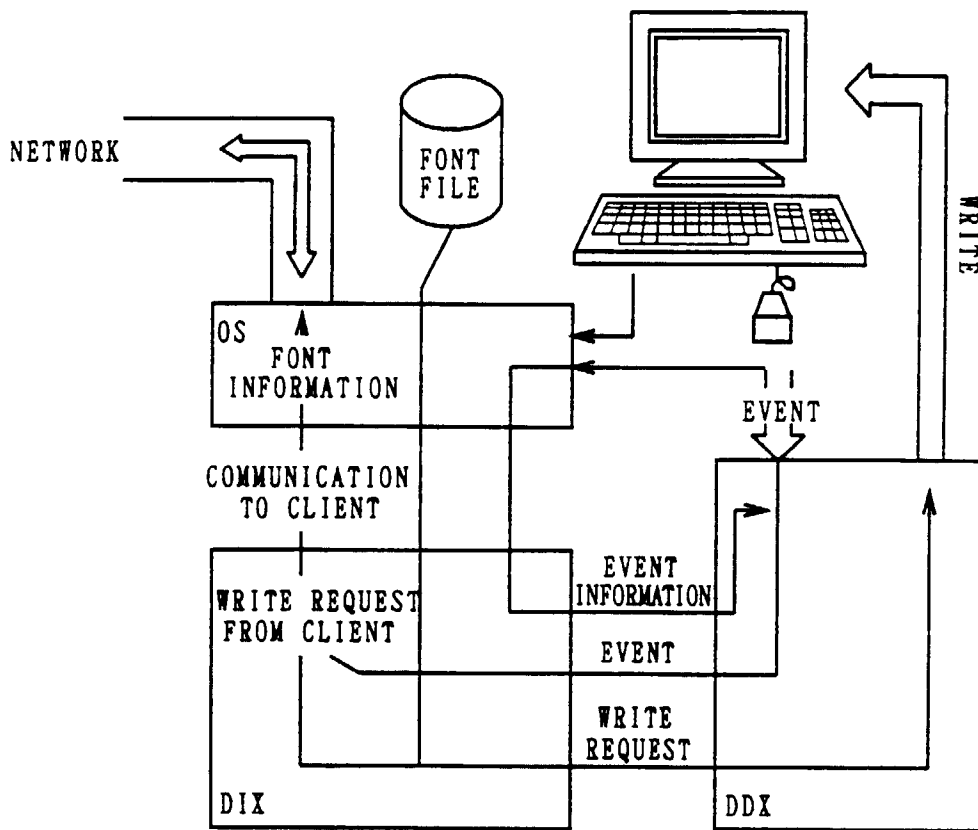 NETWORK
FONT
FILE
WRITE
OS
FONT
INFORMATION
EVENT
COMMUNICATION
TO CLIENT
EVENT
INFORMATION
WRITE REQUEST
FROM CLIENT
EVENT
WRITE
REQUEST
DIX
DDX